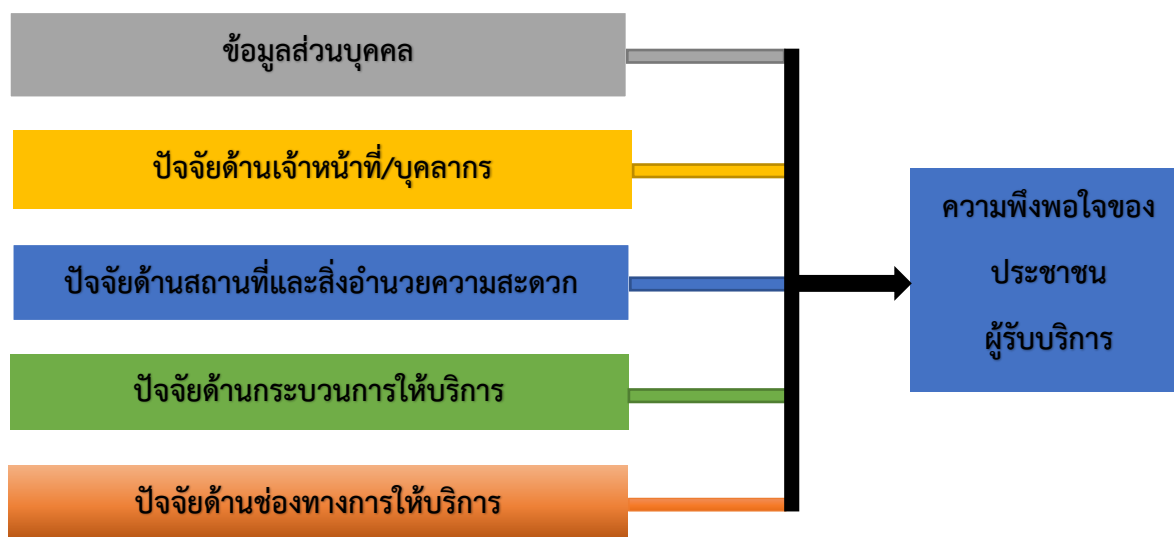 ข้อมูลส่วนบุคคล
ปัจจัยด้านเจ้าหน้าที่/บุคลากร
ปัจจัยด้านสถานที่และสิ่งอำนวยความสะดวก
ปัจจัยด้านกระบวนการให้บริการ
ปัจจัยด้านช่องทางการให้บริการ
ความพึงพอใจของ
ประชาชน
ผู้รับบริการ